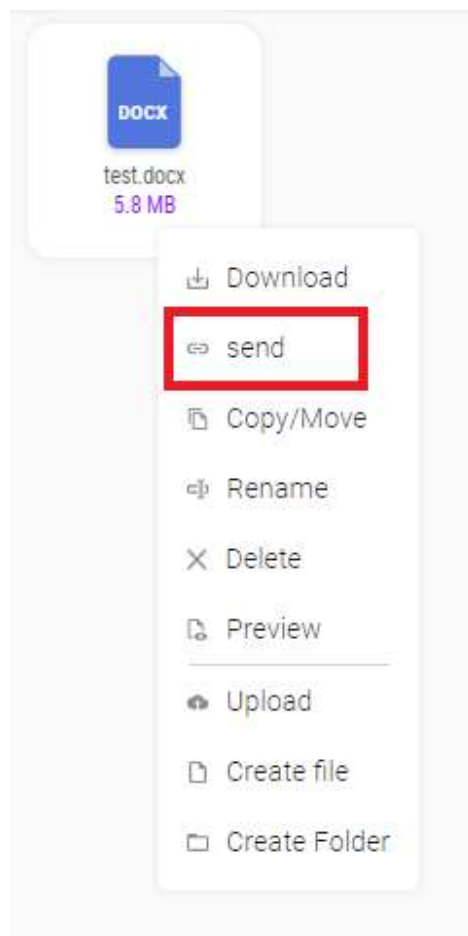 DOCX
test.docx
5.8 MB
Download
send
Copy/Move
Rename
Delete
Preview
Upload
Create file
Create Folder